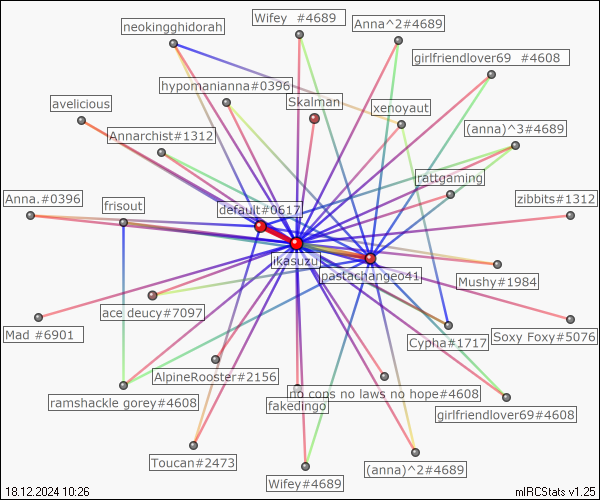 Wifey #4689
neokingghidorah
Anna^2#4689
girlfriendlover69 #4608
hypomanianna#0396
Skalman
avelicious
xenoyaut
Annarchist#1312
(anna)^3#4689
rattgaming
Anna.#0396
frisout
zibbits#1312
default#0617
ikasuzu
pastachangeo41
Mushy#1984
ace deucy#7097
Mad #6901
Cypha#1717
Soxy Foxy#5076
AlpineRooster#2156
no cops no laws no hope#4608
ramshackle gorey#4608
fakedingo
girlfriendlover69#4608
Toucan#2473
(anna)^2#4689
Wifey#4689
18.12.2024 10:26
mIRCStats v1.25